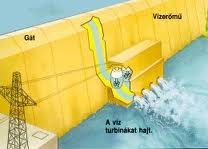 Gát
Vízerőmű
A víz
turbinákat hajt.